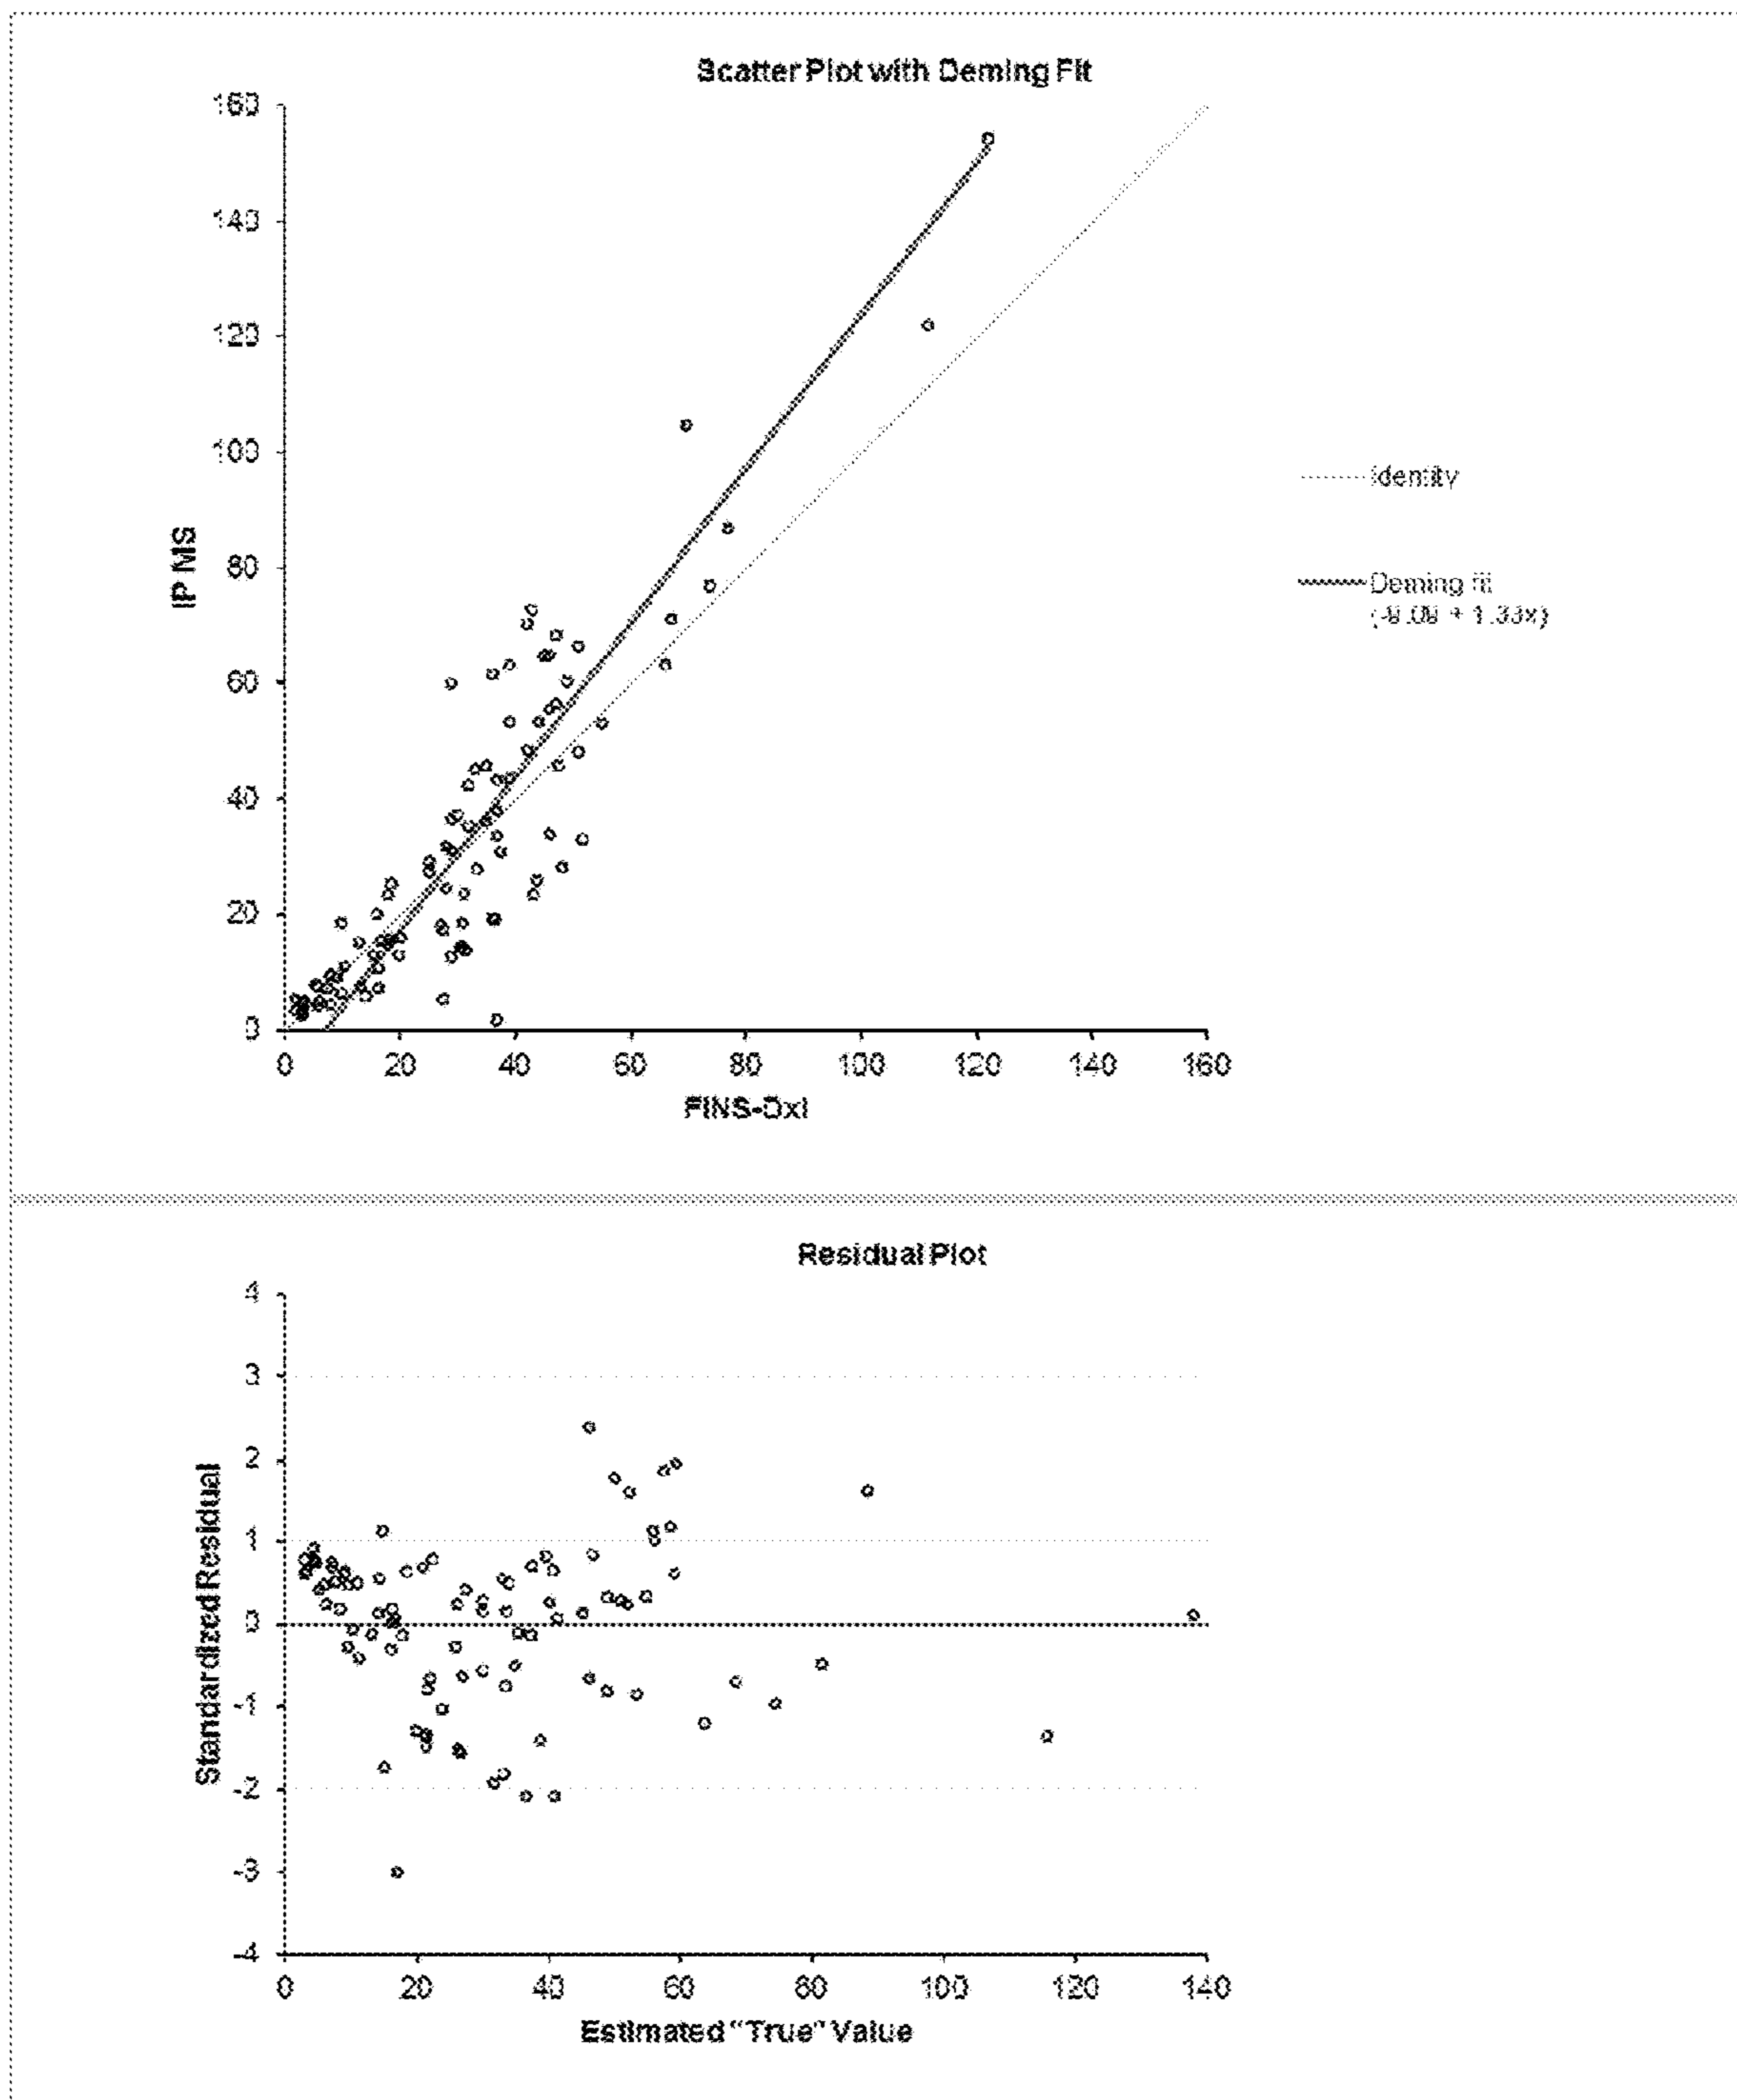 Scatter Plot with Deming Fit
160
140
120
100
80
60
40
20
0
0 20 40 60 80 100 120 140 160
IP MS
FINS-DxI
Identity
Deming fit
Residual Plot
4
3
2
1
0
-1
-2
-3
-4
0 20 40 60 80 100 120 140
Standardized Residual
Estimated "True" Value